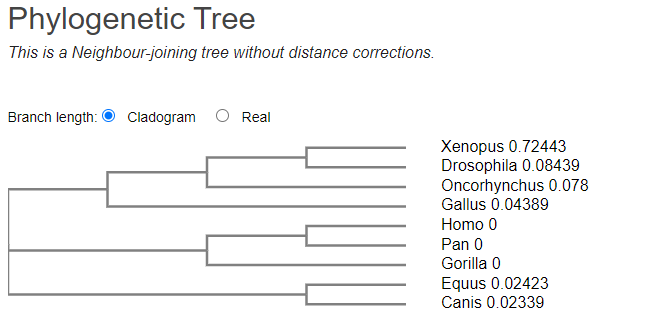 Phylogenetic Tree
This is a Neighbour-joining tree without distance corrections.
Branch length: Cladogram Real
Xenopus 0.72443
Drosophila 0.08439
Oncorhynchus 0.078
Gallus 0.04389
Homo 0
Pan 0
Gorilla 0
Equus 0.02423
Canis 0.02339